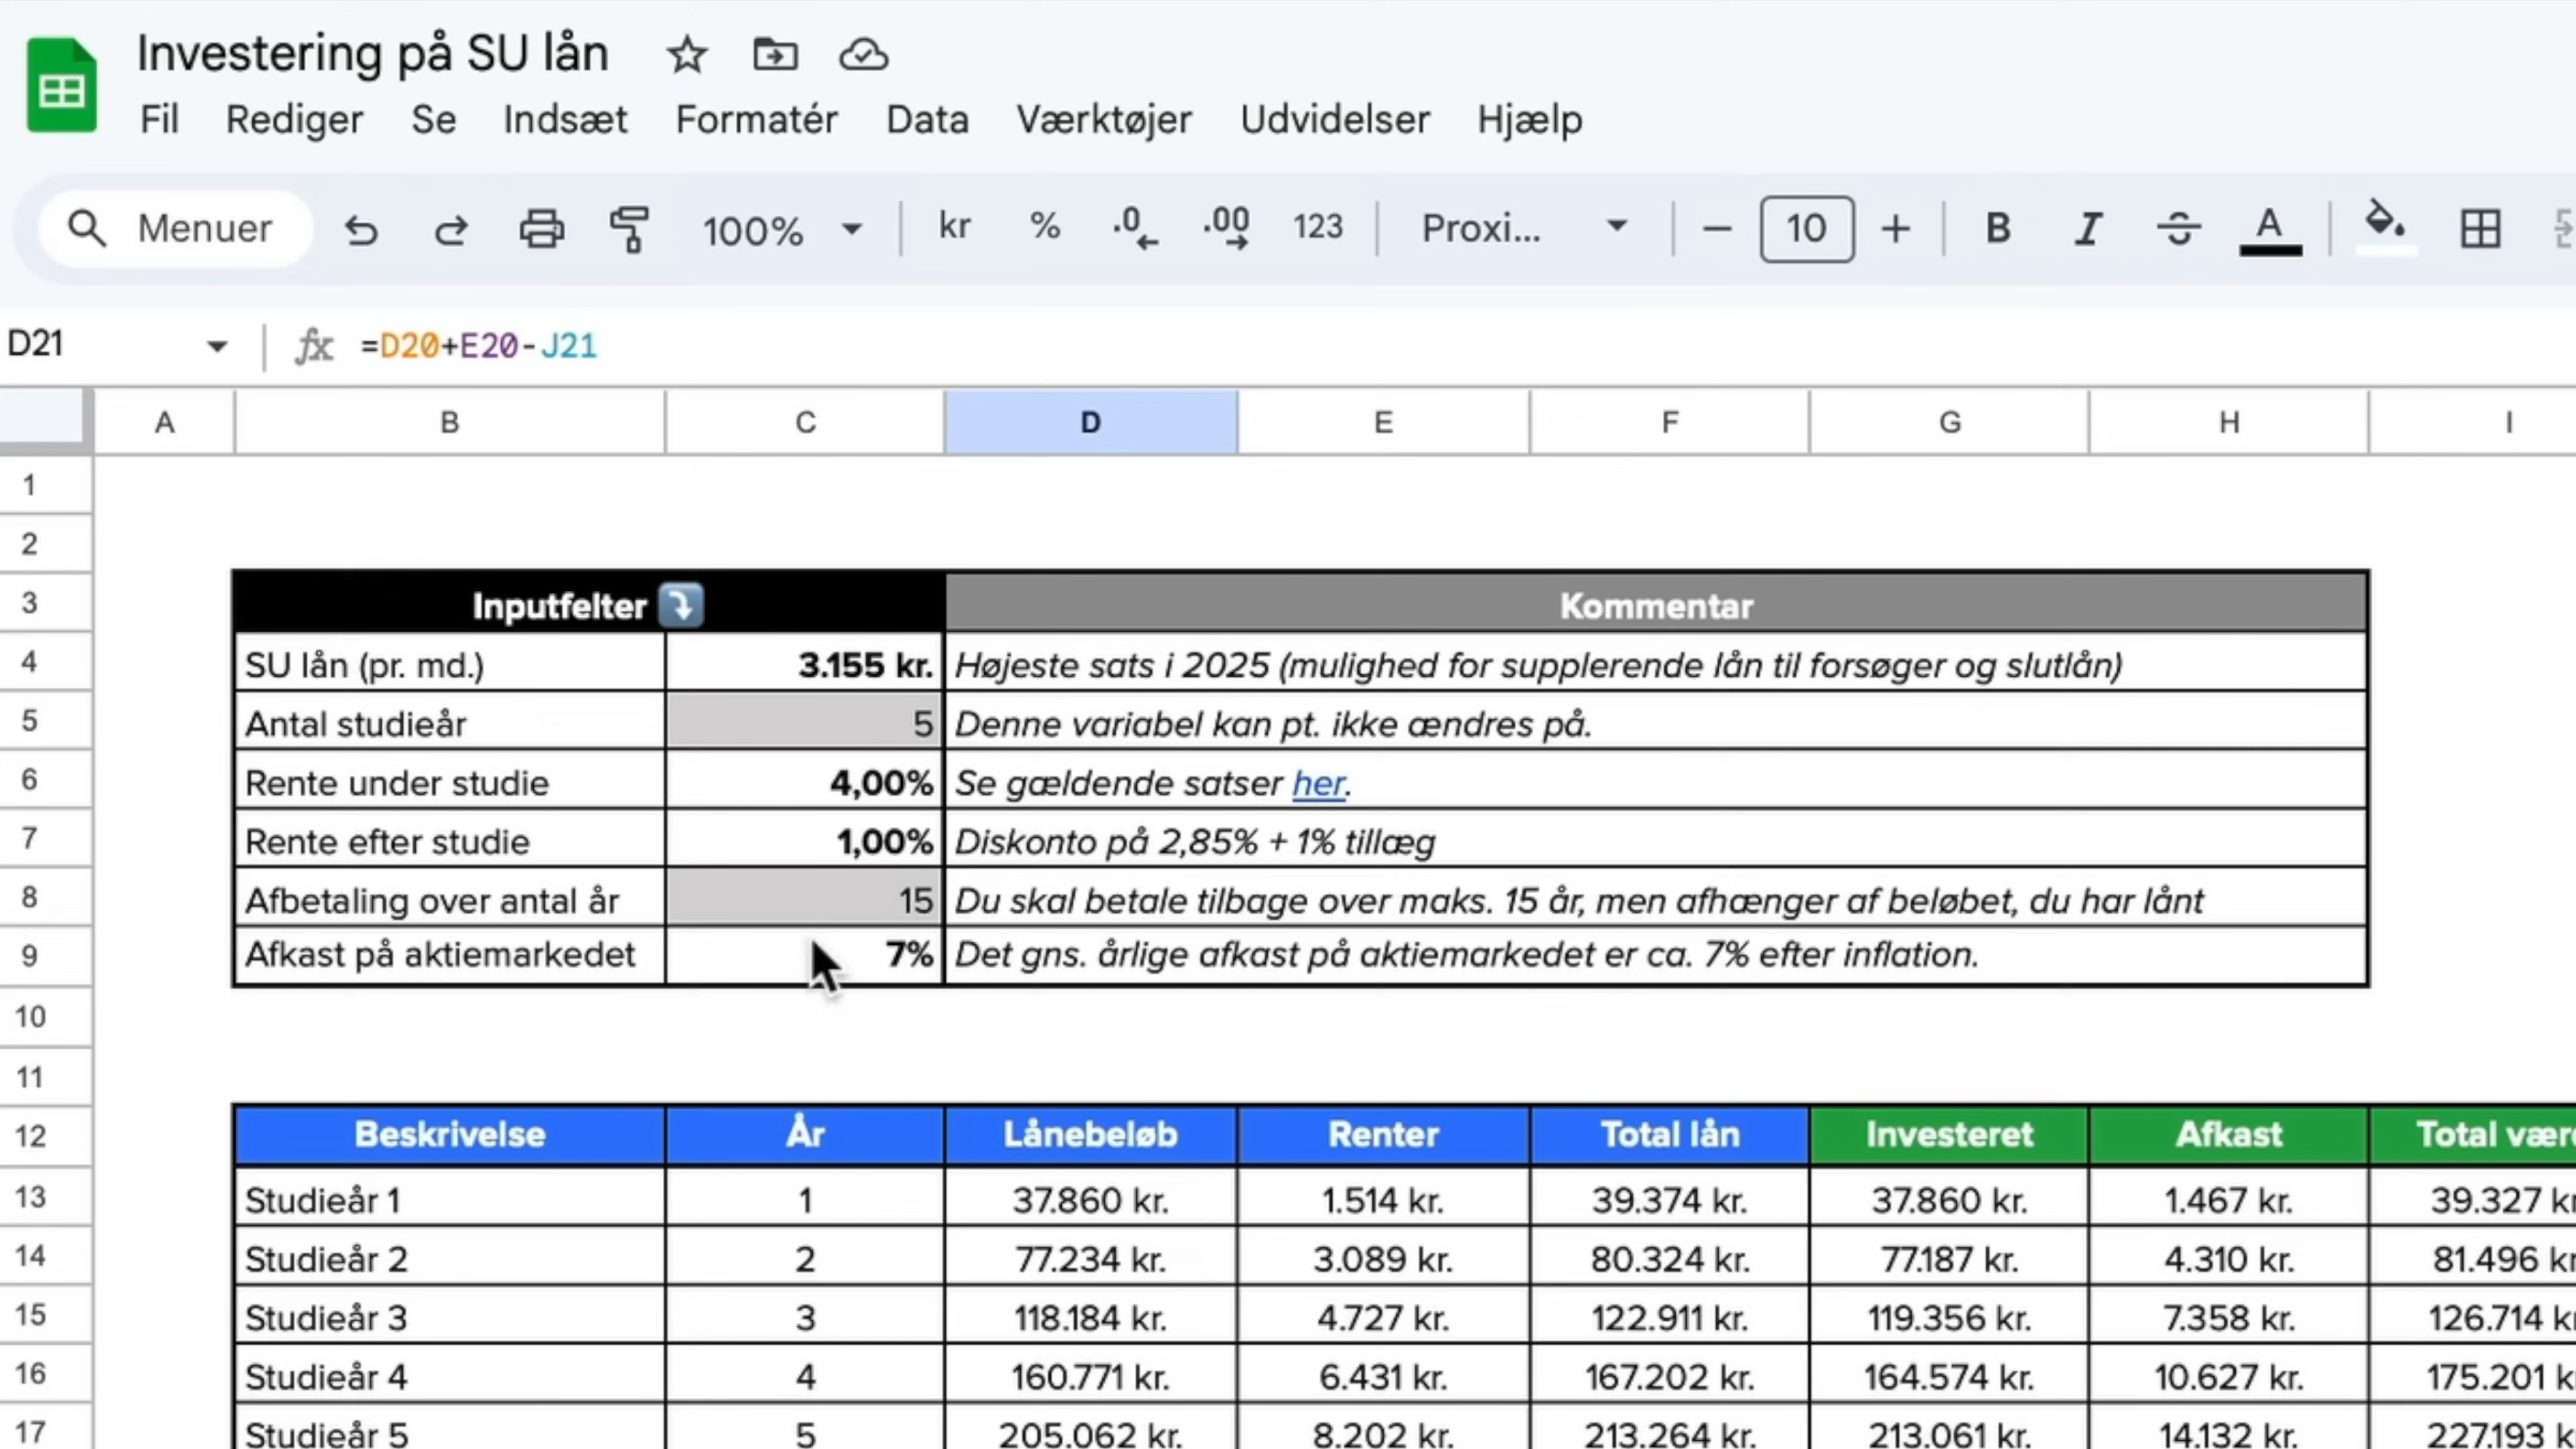 Investering på SU lån
Fil Rediger Se Indsæt Formatér Data Værktøjer Udvidelser Hjælp
Menuer 100% kr % .0 .00 123 Proxi... 10 B I A
D21 fx =D20+E20-J21
A B C D E F G H I
1
2
3 Inputfelter Kommentar
4 SU lån (pr. md.) 3.155 kr. Højeste sats i 2025 (mulighed for supplerende lån til forsøger og slutlån)
5 Antal studieår 5 Denne variabel kan pt. ikke ændres på.
6 Rente under studie 4,00% Se gældende satser her.
7 Rente efter studie 1,00% Diskonto på 2,85% + 1% tillæg
8 Afbetaling over antal år 15 Du skal betale tilbage over maks. 15 år, men afhænger af beløbet, du har lånt
9 Afkast på aktiemarkedet 7% Det gns. årlige afkast på aktiemarkedet er ca. 7% efter inflation.
10
11
12 Beskrivelse År Lånebeløb Renter Total lån Investeret Afkast Total
13 Studieår 1 1 37.860 kr. 1.514 kr. 39.374 kr. 37.860 kr. 1.467 kr. 39.327
14 Studieår 2 2 77.234 kr. 3.089 kr. 80.324 kr. 77.187 kr. 4.310 kr. 81.496
15 Studieår 3 3 118.184 kr. 4.727 kr. 122.911 kr. 119.356 kr. 7.358 kr. 126.714
16 Studieår 4 4 160.771 kr. 6.431 kr. 167.202 kr. 164.574 kr. 10.627 kr. 175.201
17 Studieår 5 5 205.062 kr. 8.202 kr. 213.264 kr. 213.061 kr. 14.132 kr. 227.193